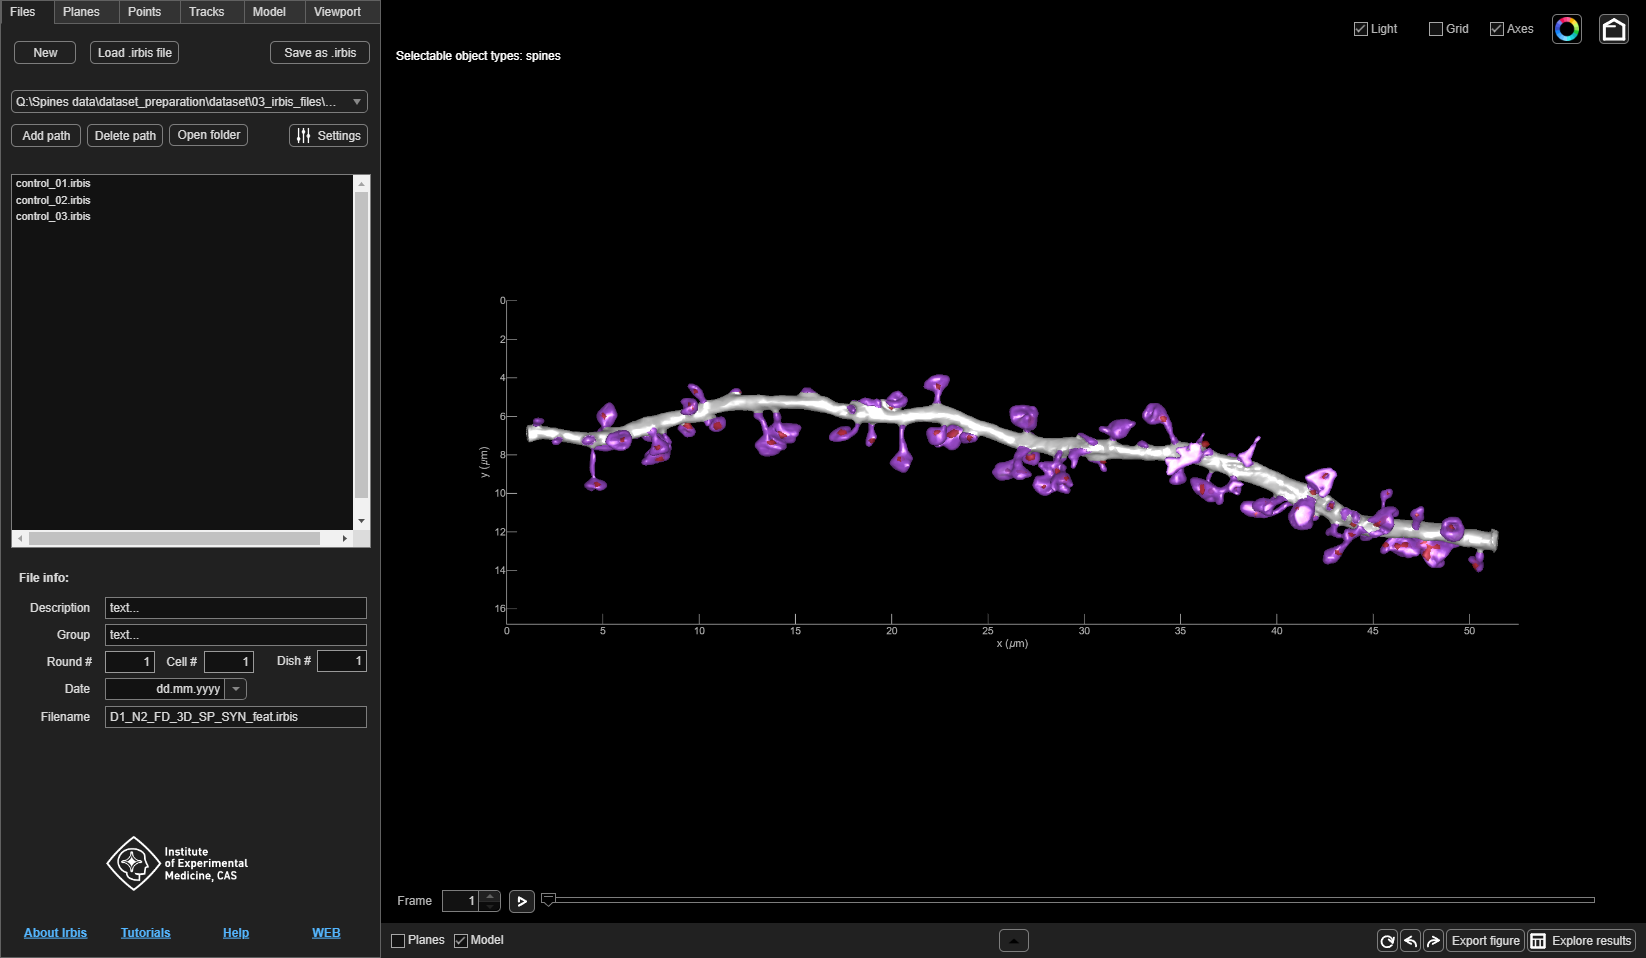 Files Planes Points Tracks Model Viewport
New Load .irbis file Save as .irbis
Q:\Spines data\dataset_preparation\dataset\03_irbis_files\...
Add path Delete path Open folder Settings
control_01.irbis
control_02.irbis
control_03.irbis
File info:
Description text...
Group text...
Round # 1 Cell # 1 Dish # 1
Date dd.mm.yyyy
Filename D1_N2_FD_3D_SP_SYN_feat.irbis
Institute
of Experimental
Medicine, CAS
About Irbis Tutorials Help WEB
Light Grid Axes
Selectable object types: spines
0
2
4
6
8
10
12
14
16
y (μm)
0 5 10 15 20 25 30 35 40 45 50
x (μm)
Frame 1
Planes Model Export figure Explore results